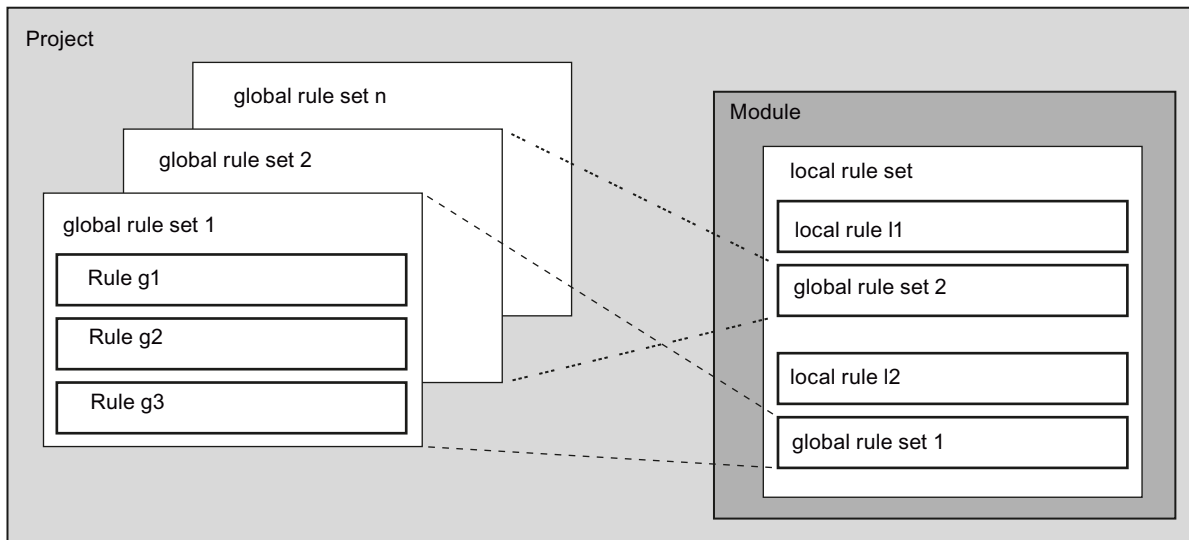 Project
global rule set n
global rule set 2
global rule set 1
Rule g1
Rule g2
Rule g3
Module
local rule set
local rule l1
global rule set 2
local rule l2
global rule set 1